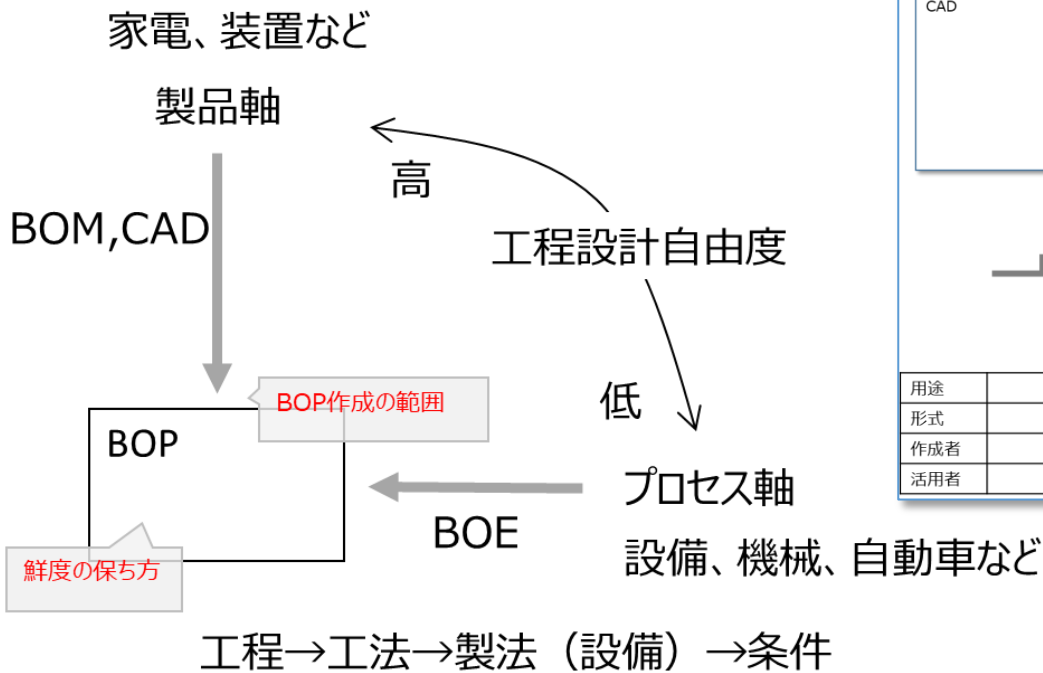 家電、装置など
製品軸
高
BOM,CAD
工程設計自由度
BOP作成の範囲
低
BOP
プロセス軸
BOE
鮮度の保ち方
設備、機械、自動車など
工程→工法→製法（設備）→条件
CAD
用途
形式
作成者
活用者